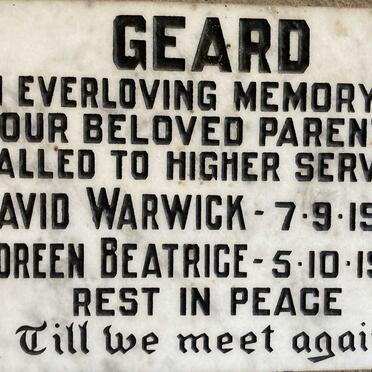 GEARD
N EVERLOVING MEMORY
OUR BELOVED PARENT
ALLED TO HIGHER SERV
AVID WARWICK - 7·9·19
OREEN BEATRICE - 5·10·19
REST IN PEACE
Till we meet again